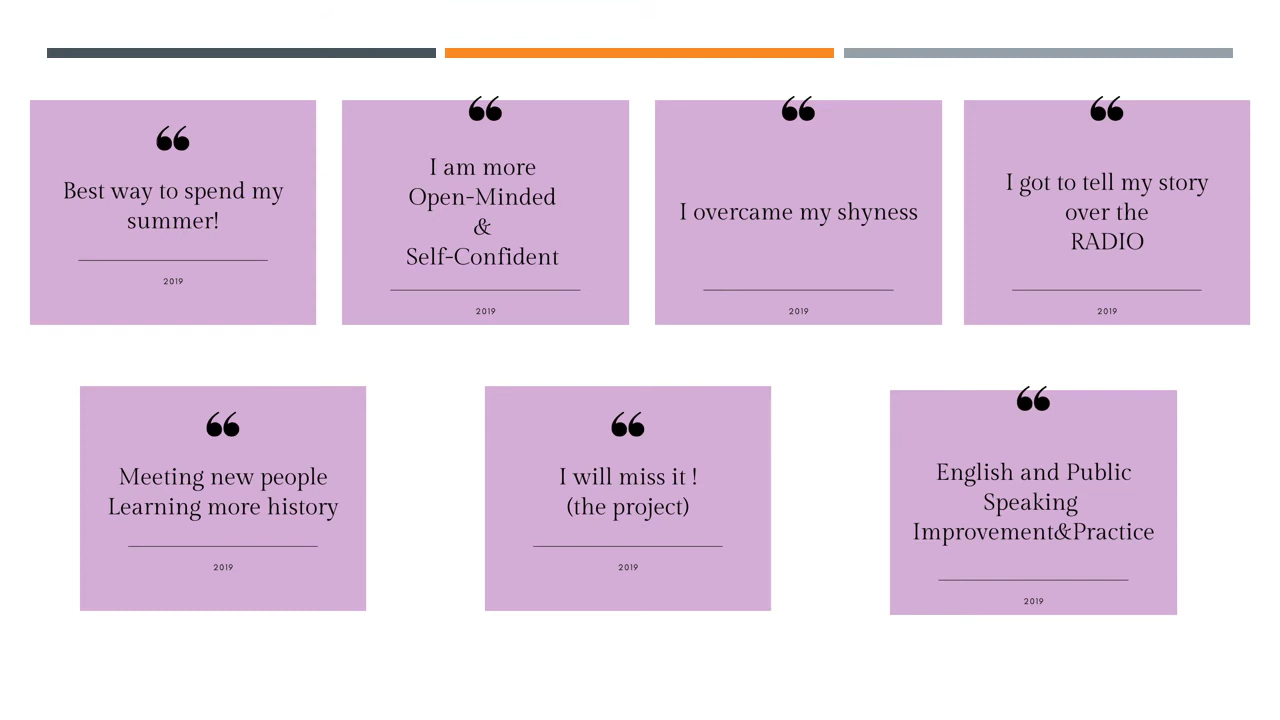 ❝
Best way to spend my
summer!
2019
❝
I am more
Open-Minded
&
Self-Confident
2019
❝
I overcame my shyness
2019
❝
I got to tell my story
over the
RADIO
2019
❝
Meeting new people
Learning more history
2019
❝
I will miss it !
(the project)
2019
❝
English and Public
Speaking
Improvement&Practice
2019